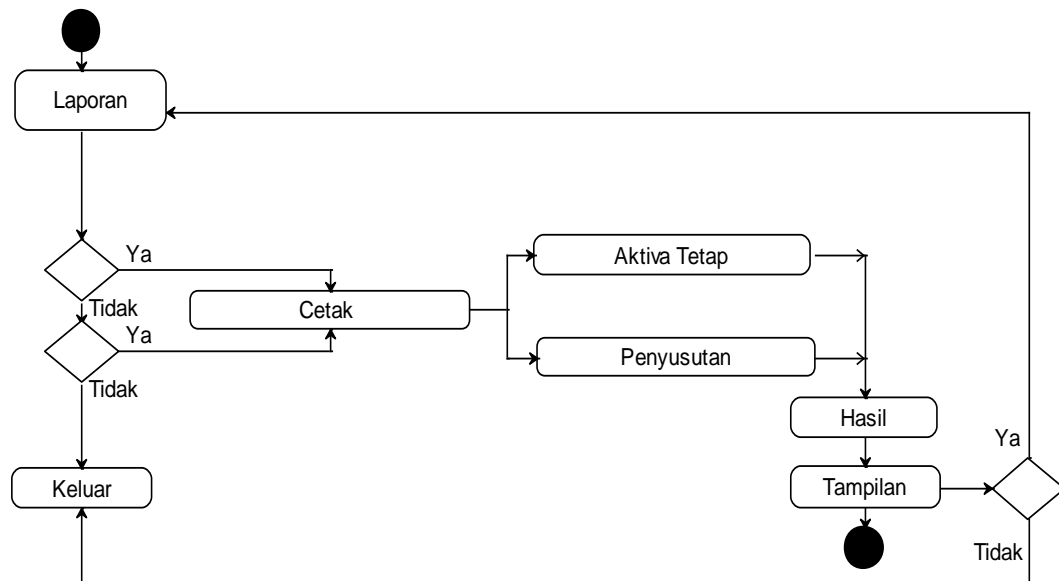 Laporan
Ya
Tidak
Ya
Tidak
Keluar
Cetak
Aktiva Tetap
Penyusutan
Hasil
Tampilan
Ya
Tidak